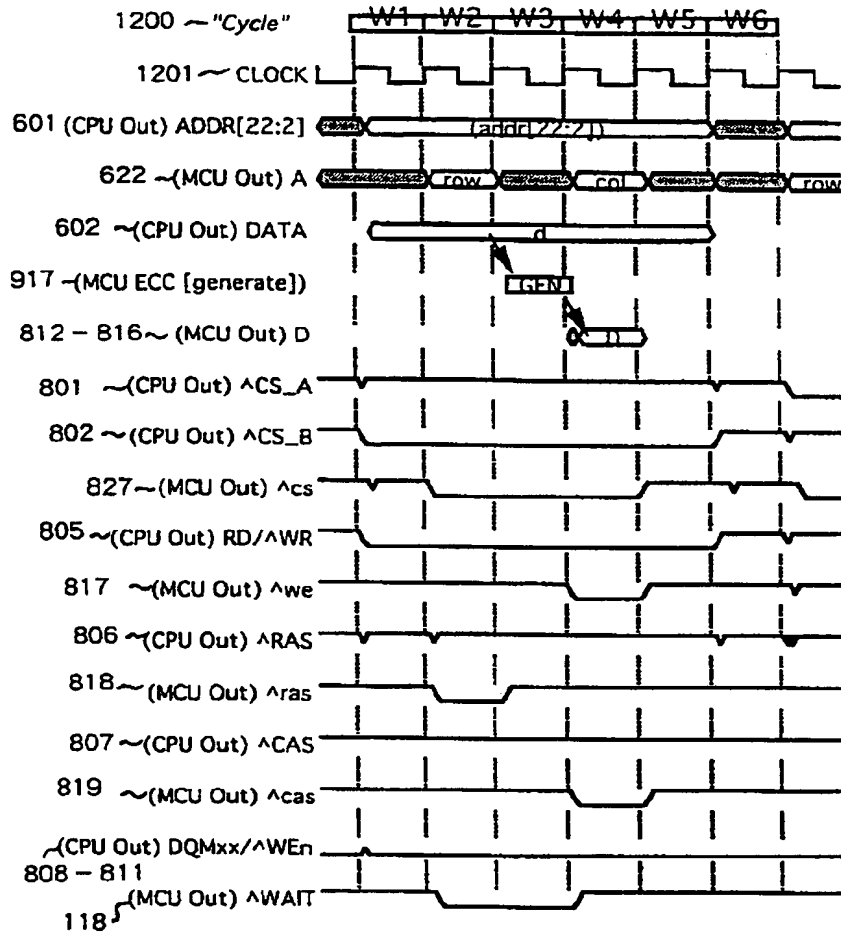 1200 ~ "Cycle" W1 W2 W3 W4 W5 W6
1201 ~ CLOCK
601 (CPU Out) ADDR[22:2] (addr[22:2])
622 ~(MCU Out) A row col row
602 ~(CPU Out) DATA d
917 ~(MCU ECC [generate]) GEN
812 – 816 ~ (MCU Out) D D
801 ~(CPU Out) ^CS_A
802 ~(CPU Out) ^CS_B
827 ~(MCU Out) ^cs
805 ~(CPU Out) RD/^WR
817 ~(MCU Out) ^we
806 ~(CPU Out) ^RAS
818 ~(MCU Out) ^ras
807 ~(CPU Out) ^CAS
819 ~(MCU Out) ^cas
~(CPU Out) DQMxx/^WEn
808 – 811
(MCU Out) ^WAIT
118